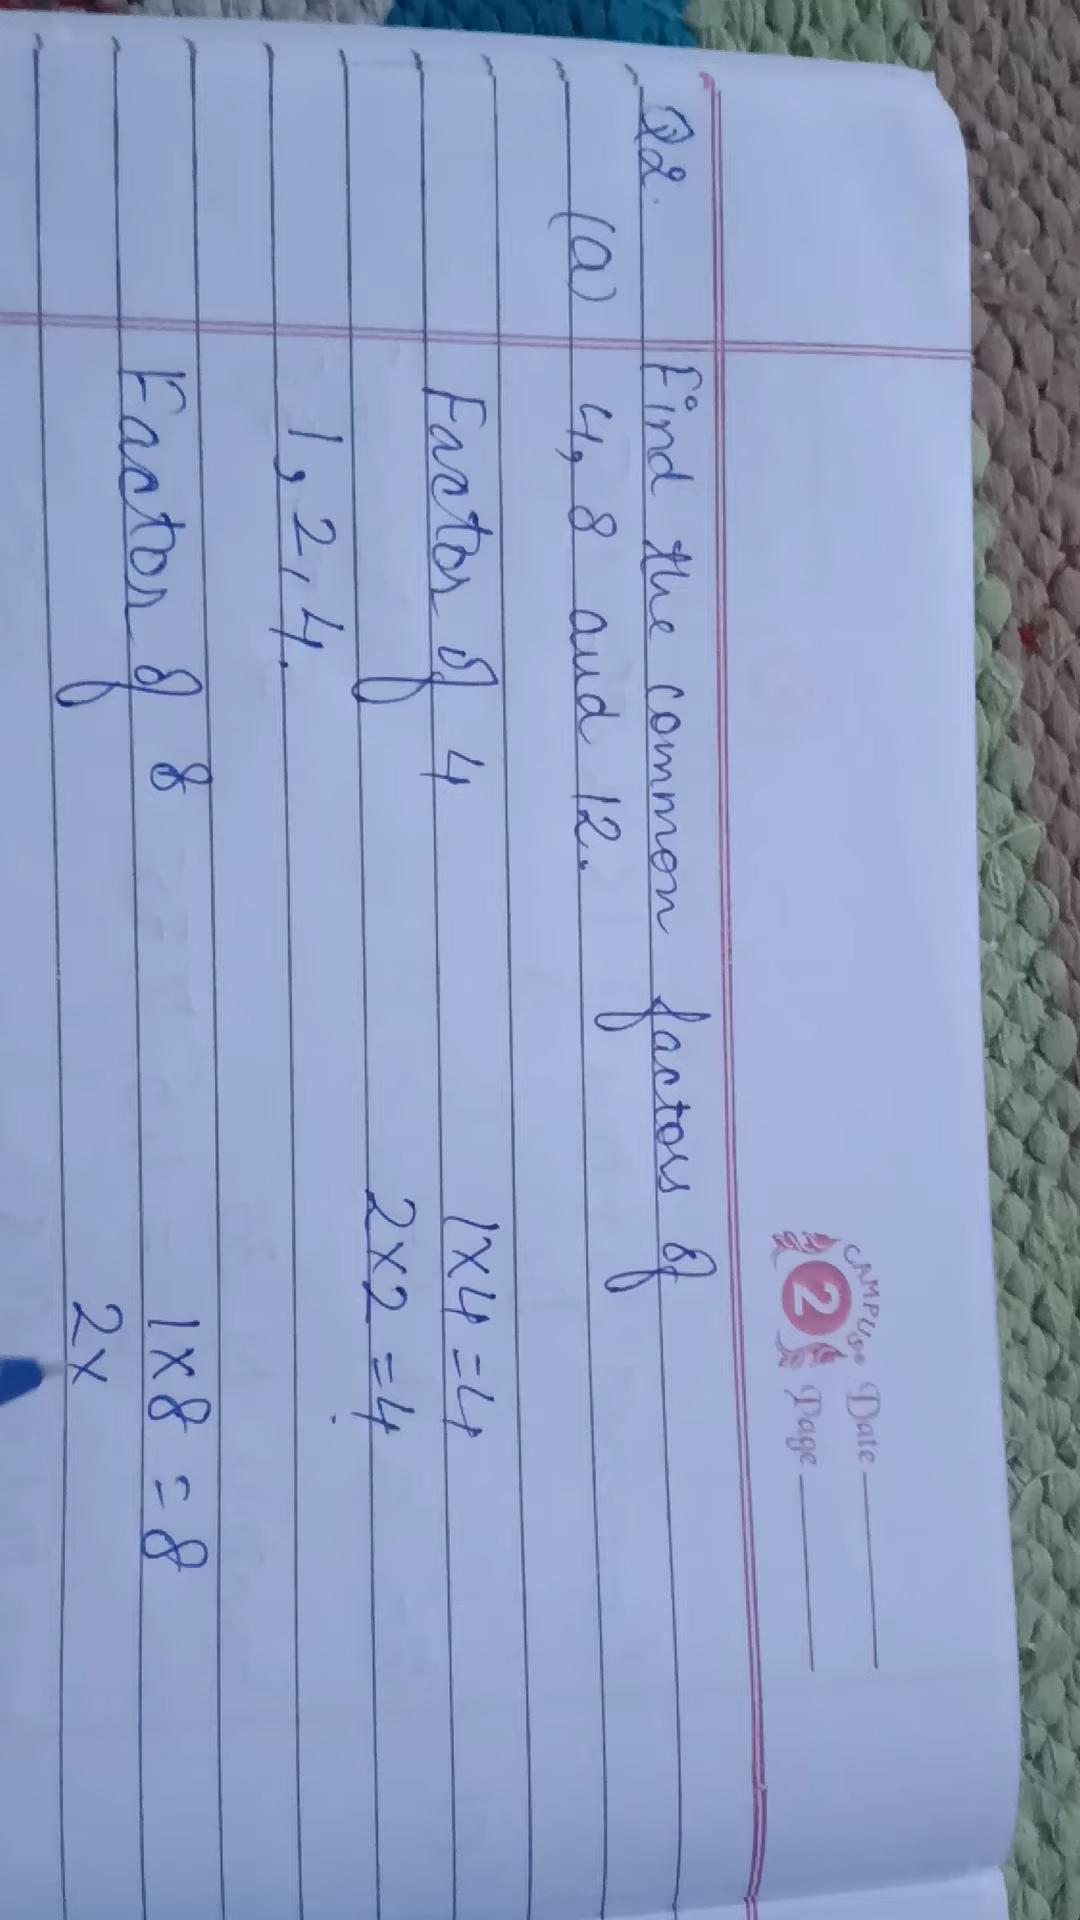 CAMPUS Date
2 Page
Q2. Find the common factors of
(a) 4, 8 and 12.
Factor of 4 1×4=4
2×2=4
1, 2, 4.
Factor of 8 1×8=8
2×